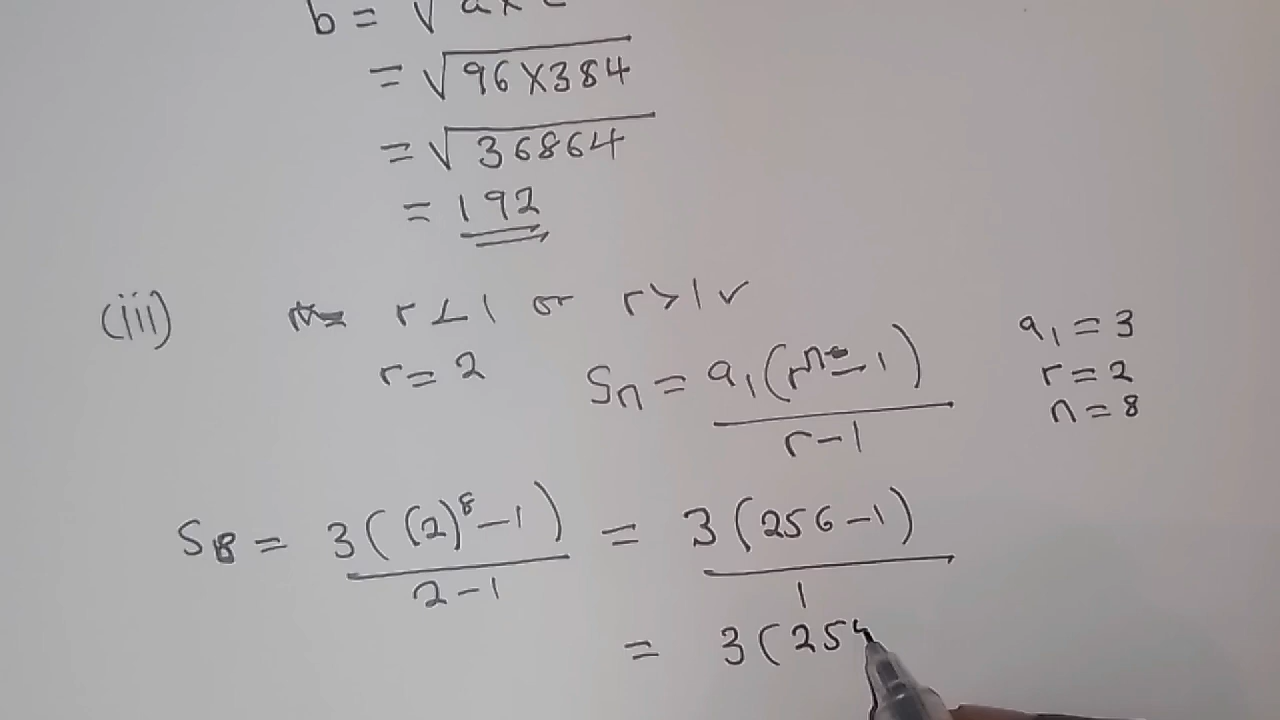 b = √a×c
= √96×384
= √36864
= 192
(iii) r<1 or r>1 ✓
r = 2
Sn = a₁(rⁿ−1)/r−1
a₁ = 3
r = 2
n = 8
S8 = 3((2)⁸−1)/2−1 = 3(256−1)/1
= 3(25